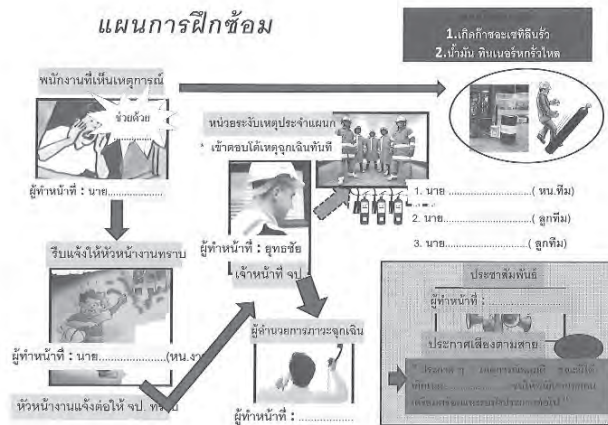 แผนการฝึกซ้อม
1.เกิดก๊าซอะเซทิลีนรั่ว
2.น้ำมัน ทินเนอร์หกรั่วไหล
พนักงานที่เห็นเหตุการณ์
ช่วยด้วย
ผู้ทำหน้าที่ : นาย................
หน่วยระงับเหตุประจำแผนก
* เข้าตอบโต้เหตุฉุกเฉินทันที
1. นาย ............................( หน.ทีม)
2. นาย............................ ( ลูกทีม)
3. นาย............................( ลูกทีม)
รีบแจ้งให้หัวหน้างานทราบ
ผู้ทำหน้าที่ : ยุทธชัย
เจ้าหน้าที่ จป.
ผู้ทำหน้าที่ : นาย....................(หน.งาน
หัวหน้างานแจ้งต่อให้ จป. ทราบ
ผู้อำนวยการภาวะฉุกเฉิน
ผู้ทำหน้าที่ : ....................
ประชาสัมพันธ์
ผู้ทำหน้าที่ : ....................
ประกาศเสียงตามสาย